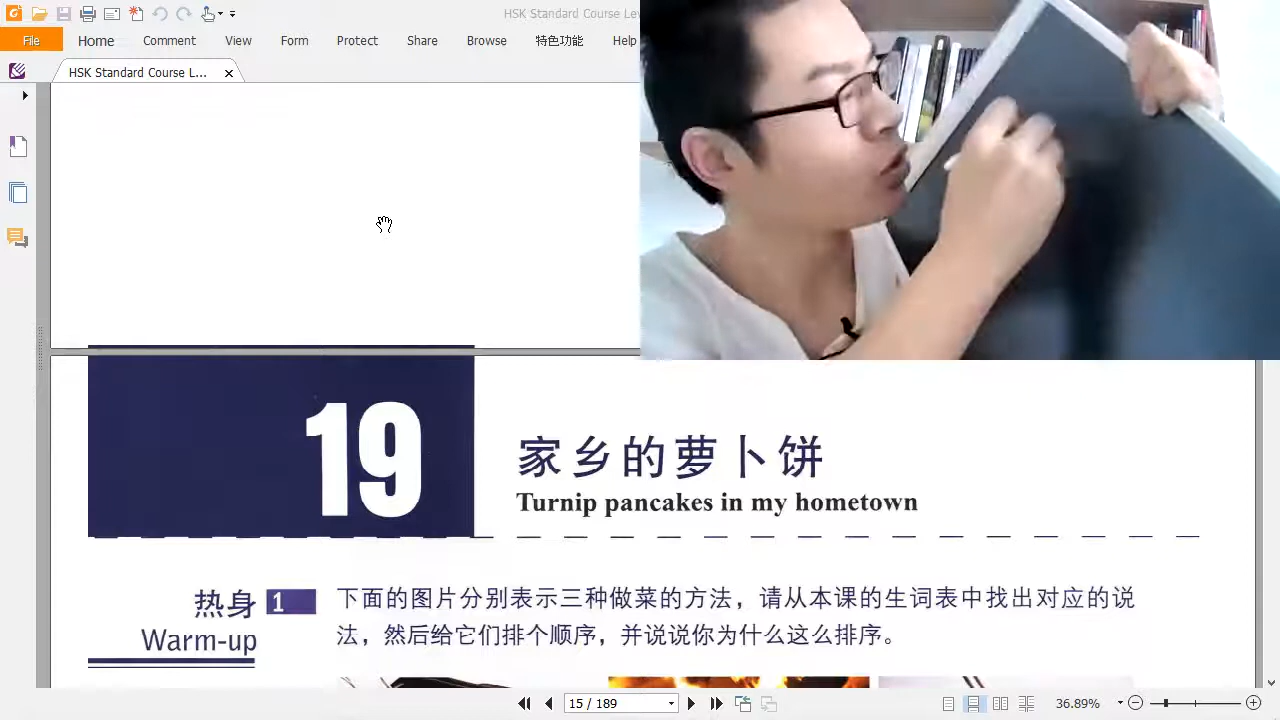 HSK Standard Course Le
File Home Comment View Form Protect Share Browse 特色功能 Help
HSK Standard Course L...
19
家乡的萝卜饼
Turnip pancakes in my hometown
热身 1
Warm-up
下面的图片分别表示三种做菜的方法，请从本课的生词表中找出对应的说
法，然后给它们排个顺序，并说说你为什么这么排序。
15 / 189
36.89%